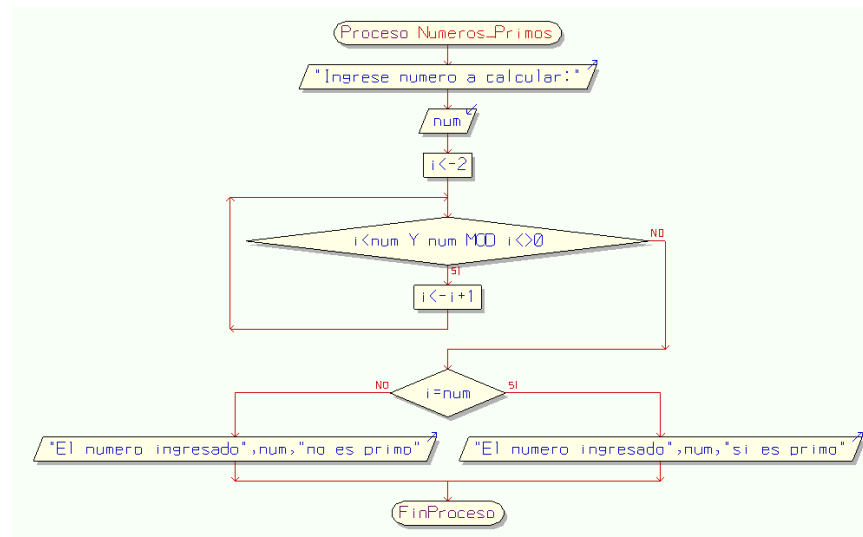 Proceso Numeros_Primos
"Ingrese numero a calcular:"
num
i<-2
i<num Y num MOD i<>0
NO
SI
i<-i+1
NO
i=num
SI
"El numero ingresado",num,"no es primo"
"El numero ingresado",num,"si es primo"
FinProceso